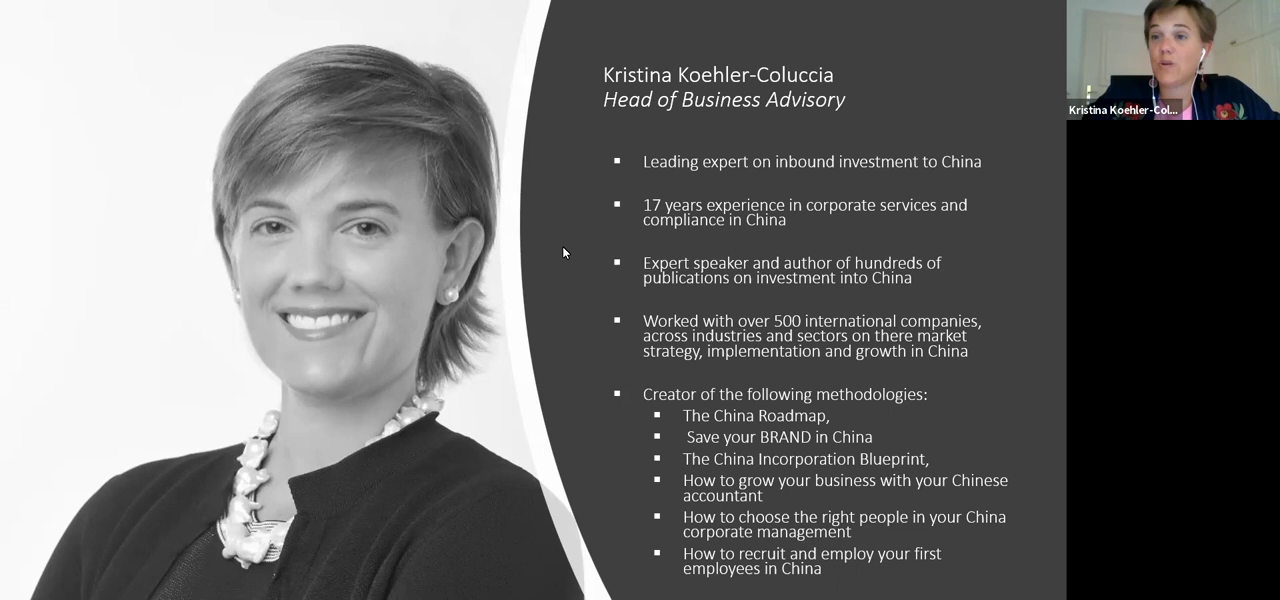 Kristina Koehler-Coluccia
Head of Business Advisory
Leading expert on inbound investment to China
17 years experience in corporate services and
compliance in China
Expert speaker and author of hundreds of
publications on investment into China
Worked with over 500 international companies,
across industries and sectors on there market
strategy, implementation and growth in China
Creator of the following methodologies:
The China Roadmap,
Save your BRAND in China
The China Incorporation Blueprint,
How to grow your business with your Chinese
accountant
How to choose the right people in your China
corporate management
How to recruit and employ your first
employees in China
Kristina Koehler-Col...